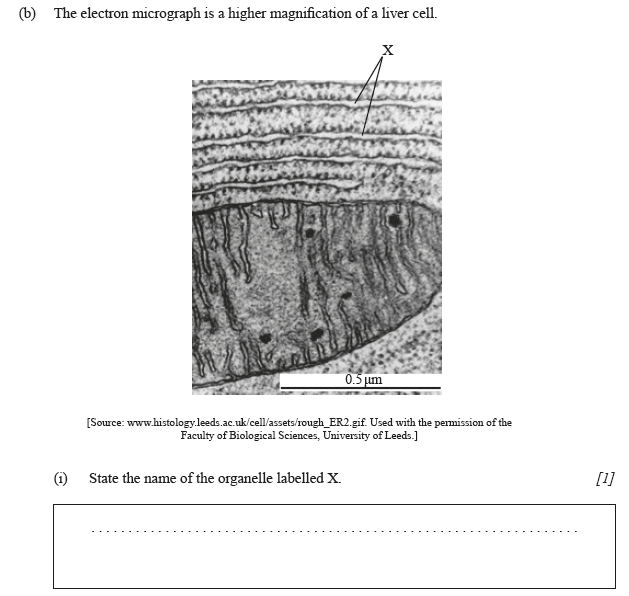 (b) The electron micrograph is a higher magnification of a liver cell.
X
0.5 µm
[Source: www.histology.leeds.ac.uk/cell/assets/rough_ER2.gif. Used with the permission of the
Faculty of Biological Sciences, University of Leeds.]
(i) State the name of the organelle labelled X. [1]